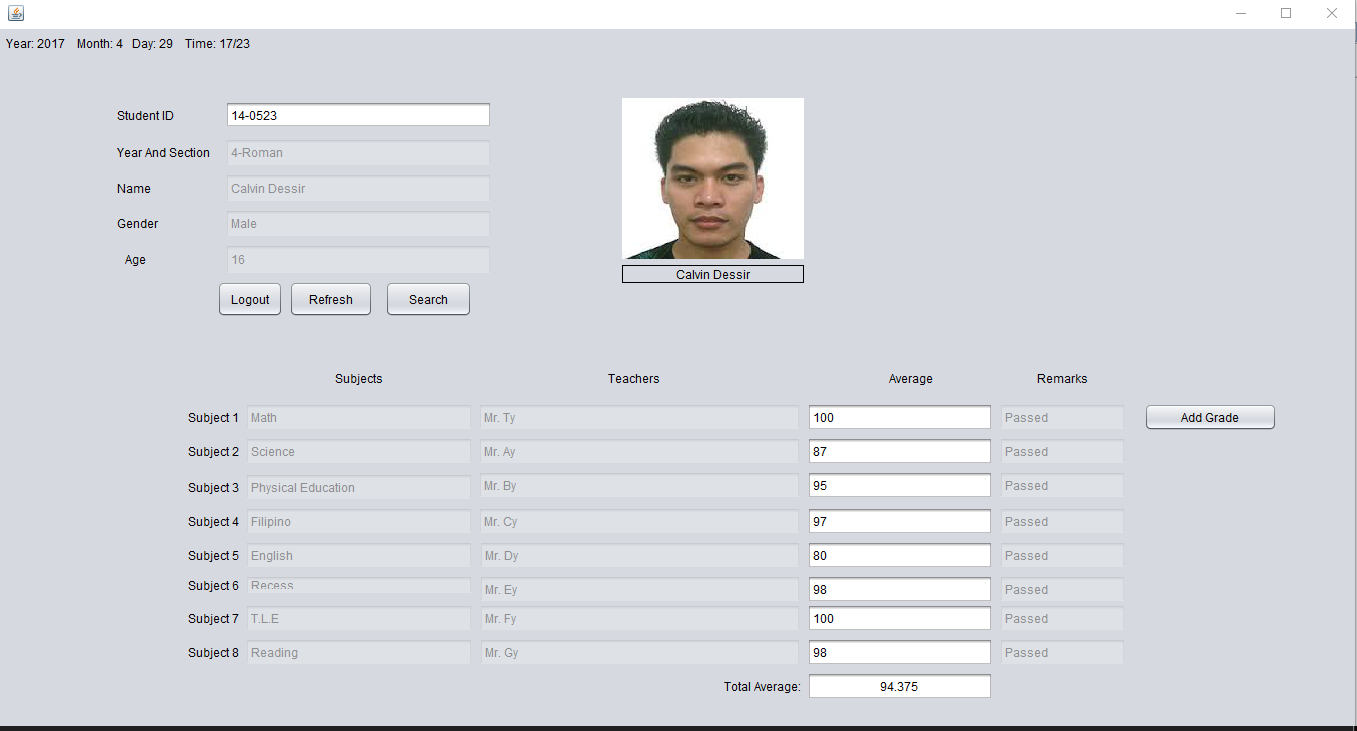 Year: 2017 Month: 4 Day: 29 Time: 17/23
Student ID 14-0523
Year And Section 4-Roman
Name Calvin Dessir
Gender Male
Age 16
Calvin Dessir
Logout Refresh Search
Subjects Teachers Average Remarks
Subject 1 Math Mr. Ty 100 Passed Add Grade
Subject 2 Science Mr. Ay 87 Passed
Subject 3 Physical Education Mr. By 95 Passed
Subject 4 Filipino Mr. Cy 97 Passed
Subject 5 English Mr. Dy 80 Passed
Subject 6 Recess Mr. Ey 98 Passed
Subject 7 T.L.E Mr. Fy 100 Passed
Subject 8 Reading Mr. Gy 98 Passed
Total Average: 94.375